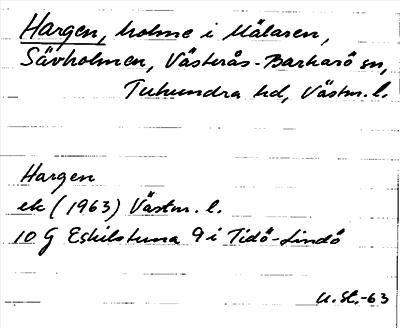 Hargen, holme i Mälaren,
Sävholmen, Västerås-Barkarö sn,
Tuhundra hd, Västm. l.
Hargen
ek (1963) Västm. l.
10 G Eskilstuna 9 i Tidö-Lindö
U. St. -63